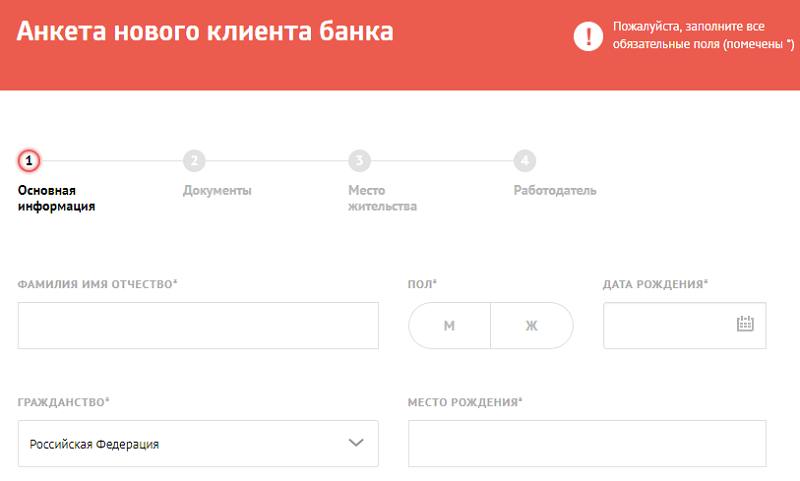 Анкета нового клиента банка
!
Пожалуйста, заполните все
обязательные поля (помечены *)
1
2
3
4
Основная
информация
Документы
Место
жительства
Работодатель
ФАМИЛИЯ ИМЯ ОТЧЕСТВО*
ПОЛ*
ДАТА РОЖДЕНИЯ*
М
Ж
ГРАЖДАНСТВО*
МЕСТО РОЖДЕНИЯ*
Российская Федерация